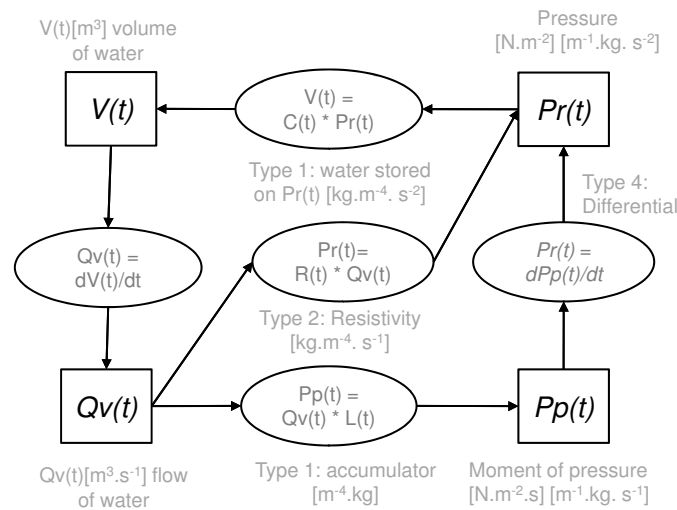 V(t)[m³] volume
of water
Pressure
[N.m⁻²] [m⁻¹.kg. s⁻²]
V(t)
V(t) =
C(t) * Pr(t)
Pr(t)
Type 1: water stored
on Pr(t) [kg.m⁻⁴. s⁻²]
Type 4:
Differential
Qv(t) =
dV(t)/dt
Pr(t)=
R(t) * Qv(t)
Pr(t) =
dPp(t)/dt
Type 2: Resistivity
[kg.m⁻⁴. s⁻¹]
Qv(t)
Pp(t) =
Qv(t) * L(t)
Pp(t)
Qv(t)[m³.s⁻¹] flow
of water
Type 1: accumulator
[m⁻⁴.kg]
Moment of pressure
[N.m⁻².s] [m⁻¹.kg. s⁻¹]